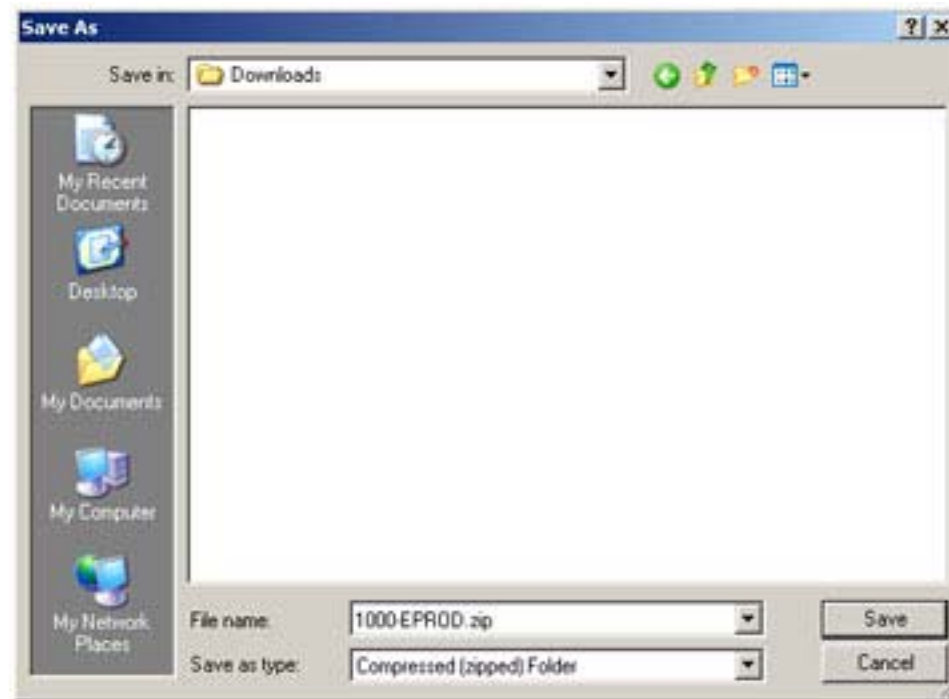 Save As
Save in: Downloads
My Recent
Documents
Desktop
My Documents
My Computer
My Network
Places
File name: 1000-EPROD.zip
Save
Save as type: Compressed (zipped) Folder
Cancel